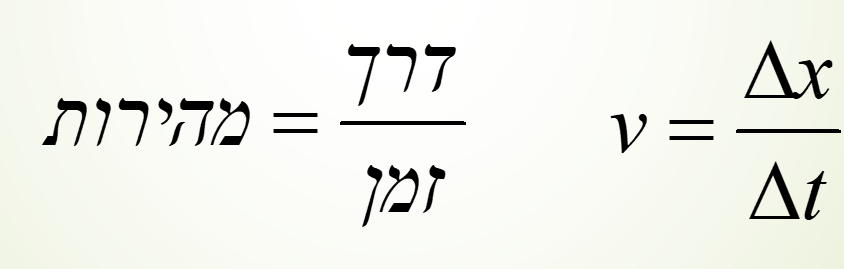 דרך
מהירות =
זמן
Δx
v =
Δt